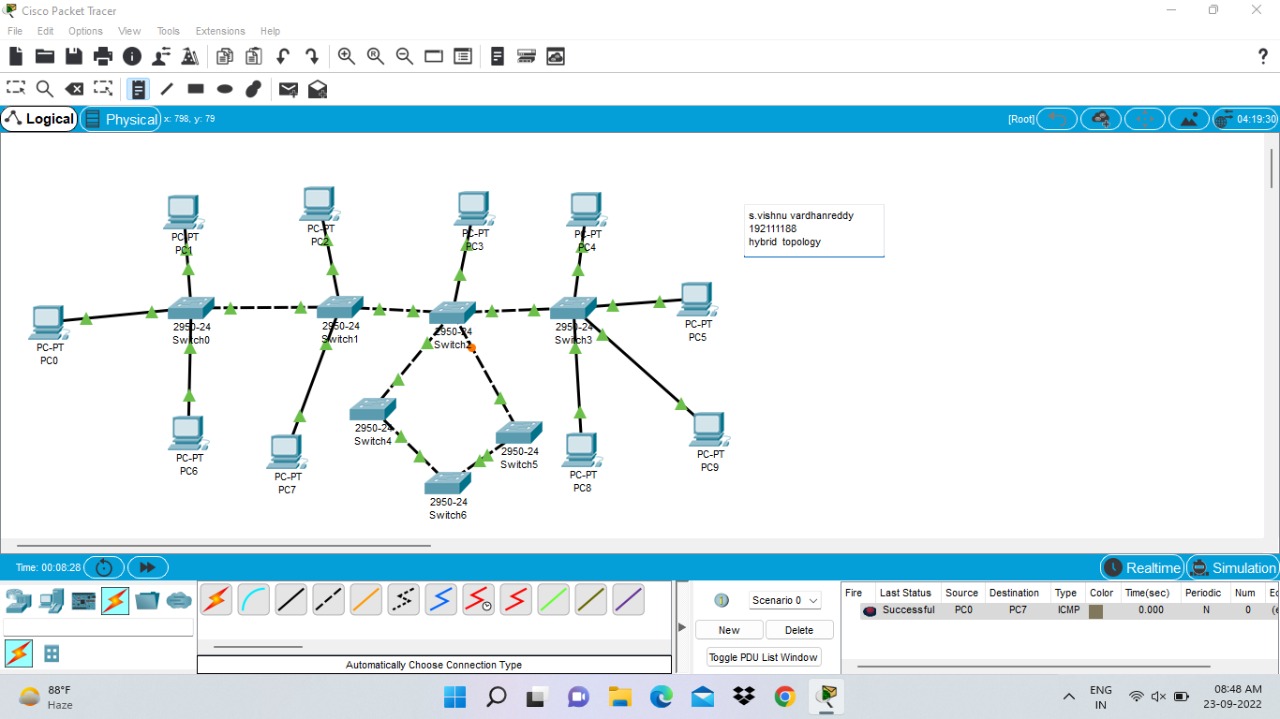 Cisco Packet Tracer
File Edit Options View Tools Extensions Help
Logical Physical x: 798, y: 79 [Root] 04:19:30
PC-PT
PC1
PC-PT
PC2
PC-PT
PC3
PC-PT
PC4
s.vishnu vardhanreddy
192111188
hybrid topology
PC-PT
PC0
2950-24
Switch0
2950-24
Switch1
2950-24
Switch2
2950-24
Switch3
PC-PT
PC5
2950-24
Switch4
2950-24
Switch5
PC-PT
PC6
PC-PT
PC7
2950-24
Switch6
PC-PT
PC8
PC-PT
PC9
Time: 00:08:28 Realtime Simulation
Scenario 0
New Delete
Toggle PDU List Window
Automatically Choose Connection Type
Fire Last Status Source Destination Type Color Time(sec) Periodic Num
Successful PC0 PC7 ICMP 0.000 N 0
88°F
Haze
ENG
IN
08:48 AM
23-09-2022